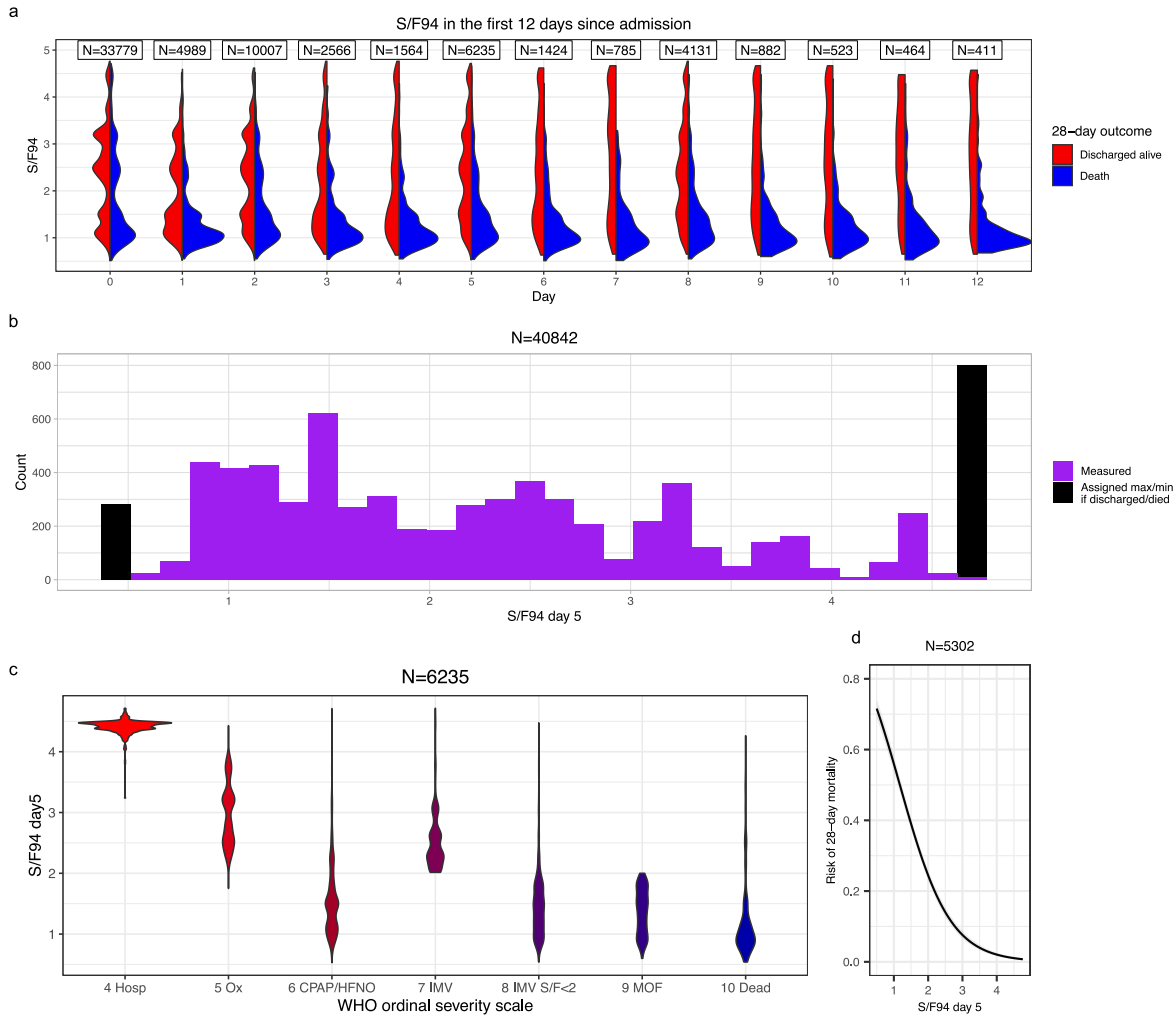 a
S/F94 in the first 12 days since admission
N=33779 N=4989 N=10007 N=2566 N=1564 N=6235 N=1424 N=785 N=4131 N=882 N=523 N=464 N=411
5
4
3
2
1
S/F94
0 1 2 3 4 5 6 7 8 9 10 11 12
Day
28−day outcome
Discharged alive
Death
b
N=40842
800
600
400
200
0
Count
1 2 3 4
S/F94 day 5
Measured
Assigned max/min
if discharged/died
c
N=6235
4
3
2
1
S/F94 day5
4 Hosp 5 Ox 6 CPAP/HFNO 7 IMV 8 IMV S/F<2 9 MOF 10 Dead
WHO ordinal severity scale
d
N=5302
0.8
0.6
0.4
0.2
0.0
Risk of 28−day mortality
1 2 3 4
S/F94 day 5